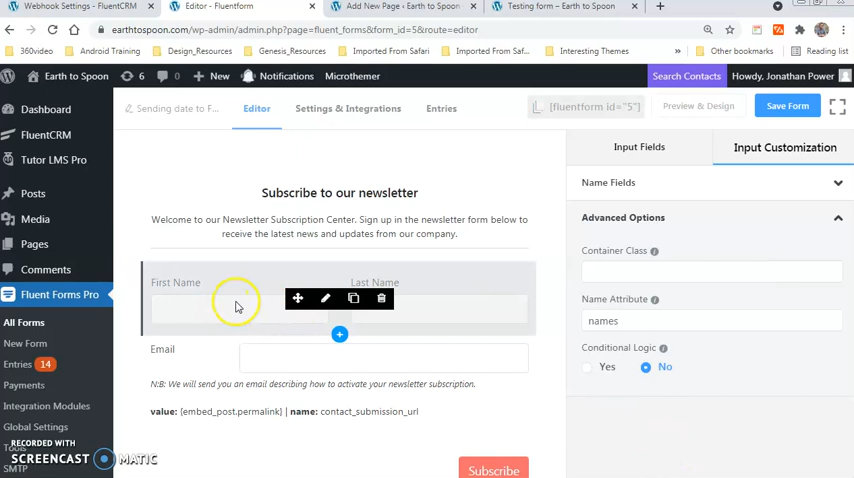 Webhook Settings - FluentCRM
Editor - Fluentform
Add New Page ‹ Earth to Spoon
Testing form – Earth to Spoon
earthtospoon.com/wp-admin/admin.php?page=fluent_forms&form_id=5&route=editor
360video
Android Training
Design_Resources
Genesis_Resources
Imported From Safari
Imported From Saf...
Interesting Themes
»
Other bookmarks
Reading list
Earth to Spoon
6
0
New
Notifications
Microthemer
Search Contacts
Howdy, Jonathan Power
Dashboard
FluentCRM
Tutor LMS Pro
Posts
Media
Pages
Comments
Fluent Forms Pro
All Forms
New Form
Entries 14
Payments
Integration Modules
Global Settings
Tools
SMTP
Sending date to F...
Editor
Settings & Integrations
Entries
[fluentform id="5"]
Preview & Design
Save Form
Subscribe to our newsletter
Welcome to our Newsletter Subscription Center. Sign up in the newsletter form below to
receive the latest news and updates from our company.
First Name
Last Name
Email
N:B: We will send you an email describing how to activate your newsletter subscription.
value: {embed_post.permalink} | name: contact_submission_url
Subscribe
Input Fields
Input Customization
Name Fields
Advanced Options
Container Class
Name Attribute
names
Conditional Logic
Yes
No
RECORDED WITH
SCREENCAST MATIC